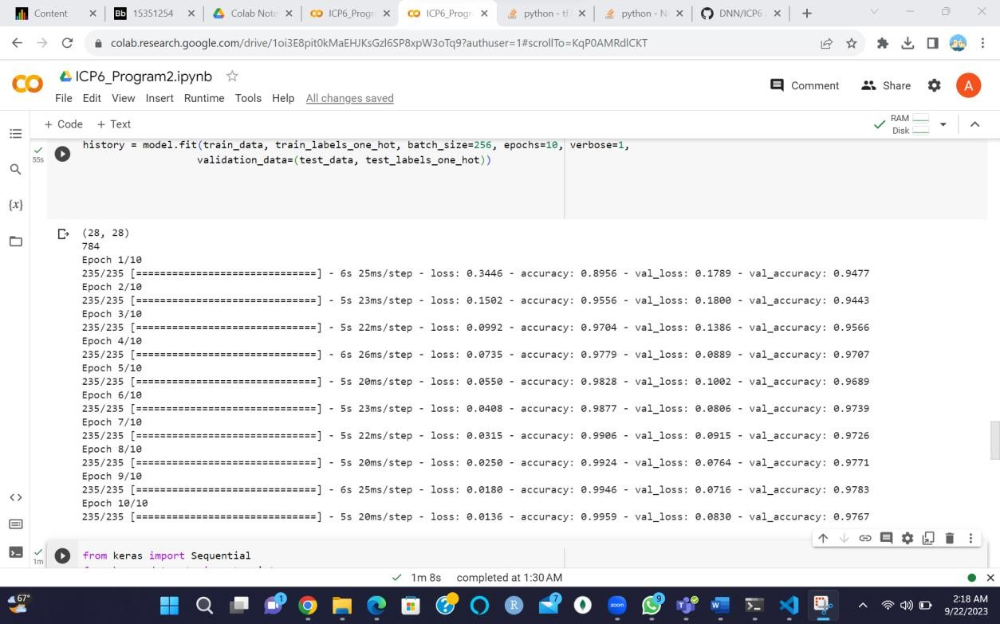 Content
15351254
Colab Note
ICP6_Progr
ICP6_Progr
python - tf.
python - N
DNN/ICP6
colab.research.google.com/drive/1oi3E8pit0kMaEHJKsGzl6SP8xpW3oTq9?authuser=1#scrollTo=KqP0AMRdlCKT
ICP6_Program2.ipynb
Comment
Share
A
File Edit View Insert Runtime Tools Help All changes saved
+ Code + Text
RAM
Disk
history = model.fit(train_data, train_labels_one_hot, batch_size=256, epochs=10, verbose=1,
55s
validation_data=(test_data, test_labels_one_hot))
{x}
(28, 28)
784
Epoch 1/10
235/235 [==============================] - 6s 25ms/step - loss: 0.3446 - accuracy: 0.8956 - val_loss: 0.1789 - val_accuracy: 0.9477
Epoch 2/10
235/235 [==============================] - 5s 23ms/step - loss: 0.1502 - accuracy: 0.9556 - val_loss: 0.1800 - val_accuracy: 0.9443
Epoch 3/10
235/235 [==============================] - 5s 22ms/step - loss: 0.0992 - accuracy: 0.9704 - val_loss: 0.1386 - val_accuracy: 0.9566
Epoch 4/10
235/235 [==============================] - 6s 26ms/step - loss: 0.0735 - accuracy: 0.9779 - val_loss: 0.0889 - val_accuracy: 0.9707
Epoch 5/10
235/235 [==============================] - 5s 20ms/step - loss: 0.0550 - accuracy: 0.9828 - val_loss: 0.1002 - val_accuracy: 0.9689
Epoch 6/10
235/235 [==============================] - 5s 23ms/step - loss: 0.0408 - accuracy: 0.9877 - val_loss: 0.0806 - val_accuracy: 0.9739
Epoch 7/10
235/235 [==============================] - 5s 22ms/step - loss: 0.0315 - accuracy: 0.9906 - val_loss: 0.0915 - val_accuracy: 0.9726
Epoch 8/10
235/235 [==============================] - 5s 20ms/step - loss: 0.0250 - accuracy: 0.9924 - val_loss: 0.0764 - val_accuracy: 0.9771
Epoch 9/10
235/235 [==============================] - 6s 25ms/step - loss: 0.0180 - accuracy: 0.9946 - val_loss: 0.0716 - val_accuracy: 0.9783
Epoch 10/10
235/235 [==============================] - 5s 20ms/step - loss: 0.0136 - accuracy: 0.9959 - val_loss: 0.0830 - val_accuracy: 0.9767
from keras import Sequential
1m
1m 8s completed at 1:30 AM
67°
2:18 AM
9/22/2023